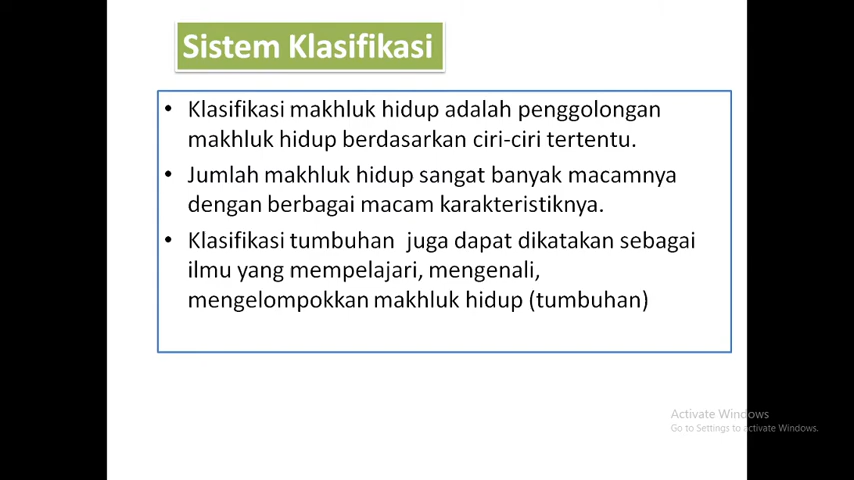 Sistem Klasifikasi
• Klasifikasi makhluk hidup adalah penggolongan
makhluk hidup berdasarkan ciri-ciri tertentu.
• Jumlah makhluk hidup sangat banyak macamnya
dengan berbagai macam karakteristiknya.
• Klasifikasi tumbuhan juga dapat dikatakan sebagai
ilmu yang mempelajari, mengenali,
mengelompokkan makhluk hidup (tumbuhan)
Activate Windows
Go to Settings to activate Windows.